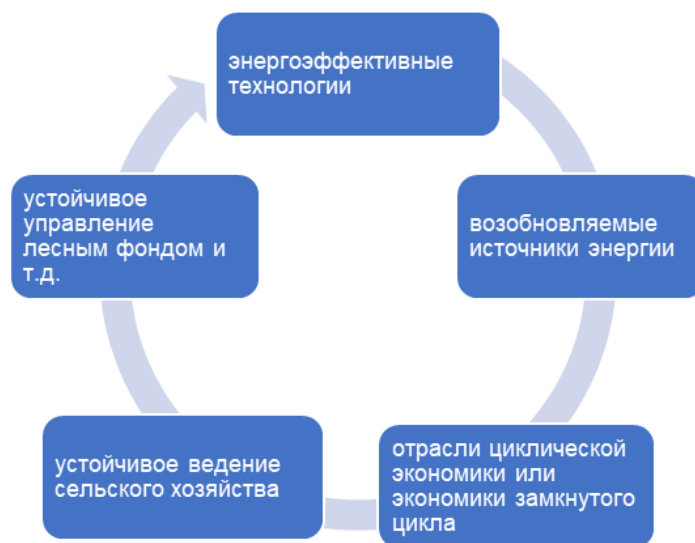 энергоэффективные
технологии
возобновляемые
источники энергии
отрасли циклической
экономики или
экономики замкнутого
цикла
устойчивое ведение
сельского хозяйства
устойчивое
управление
лесным фондом и
т.д.